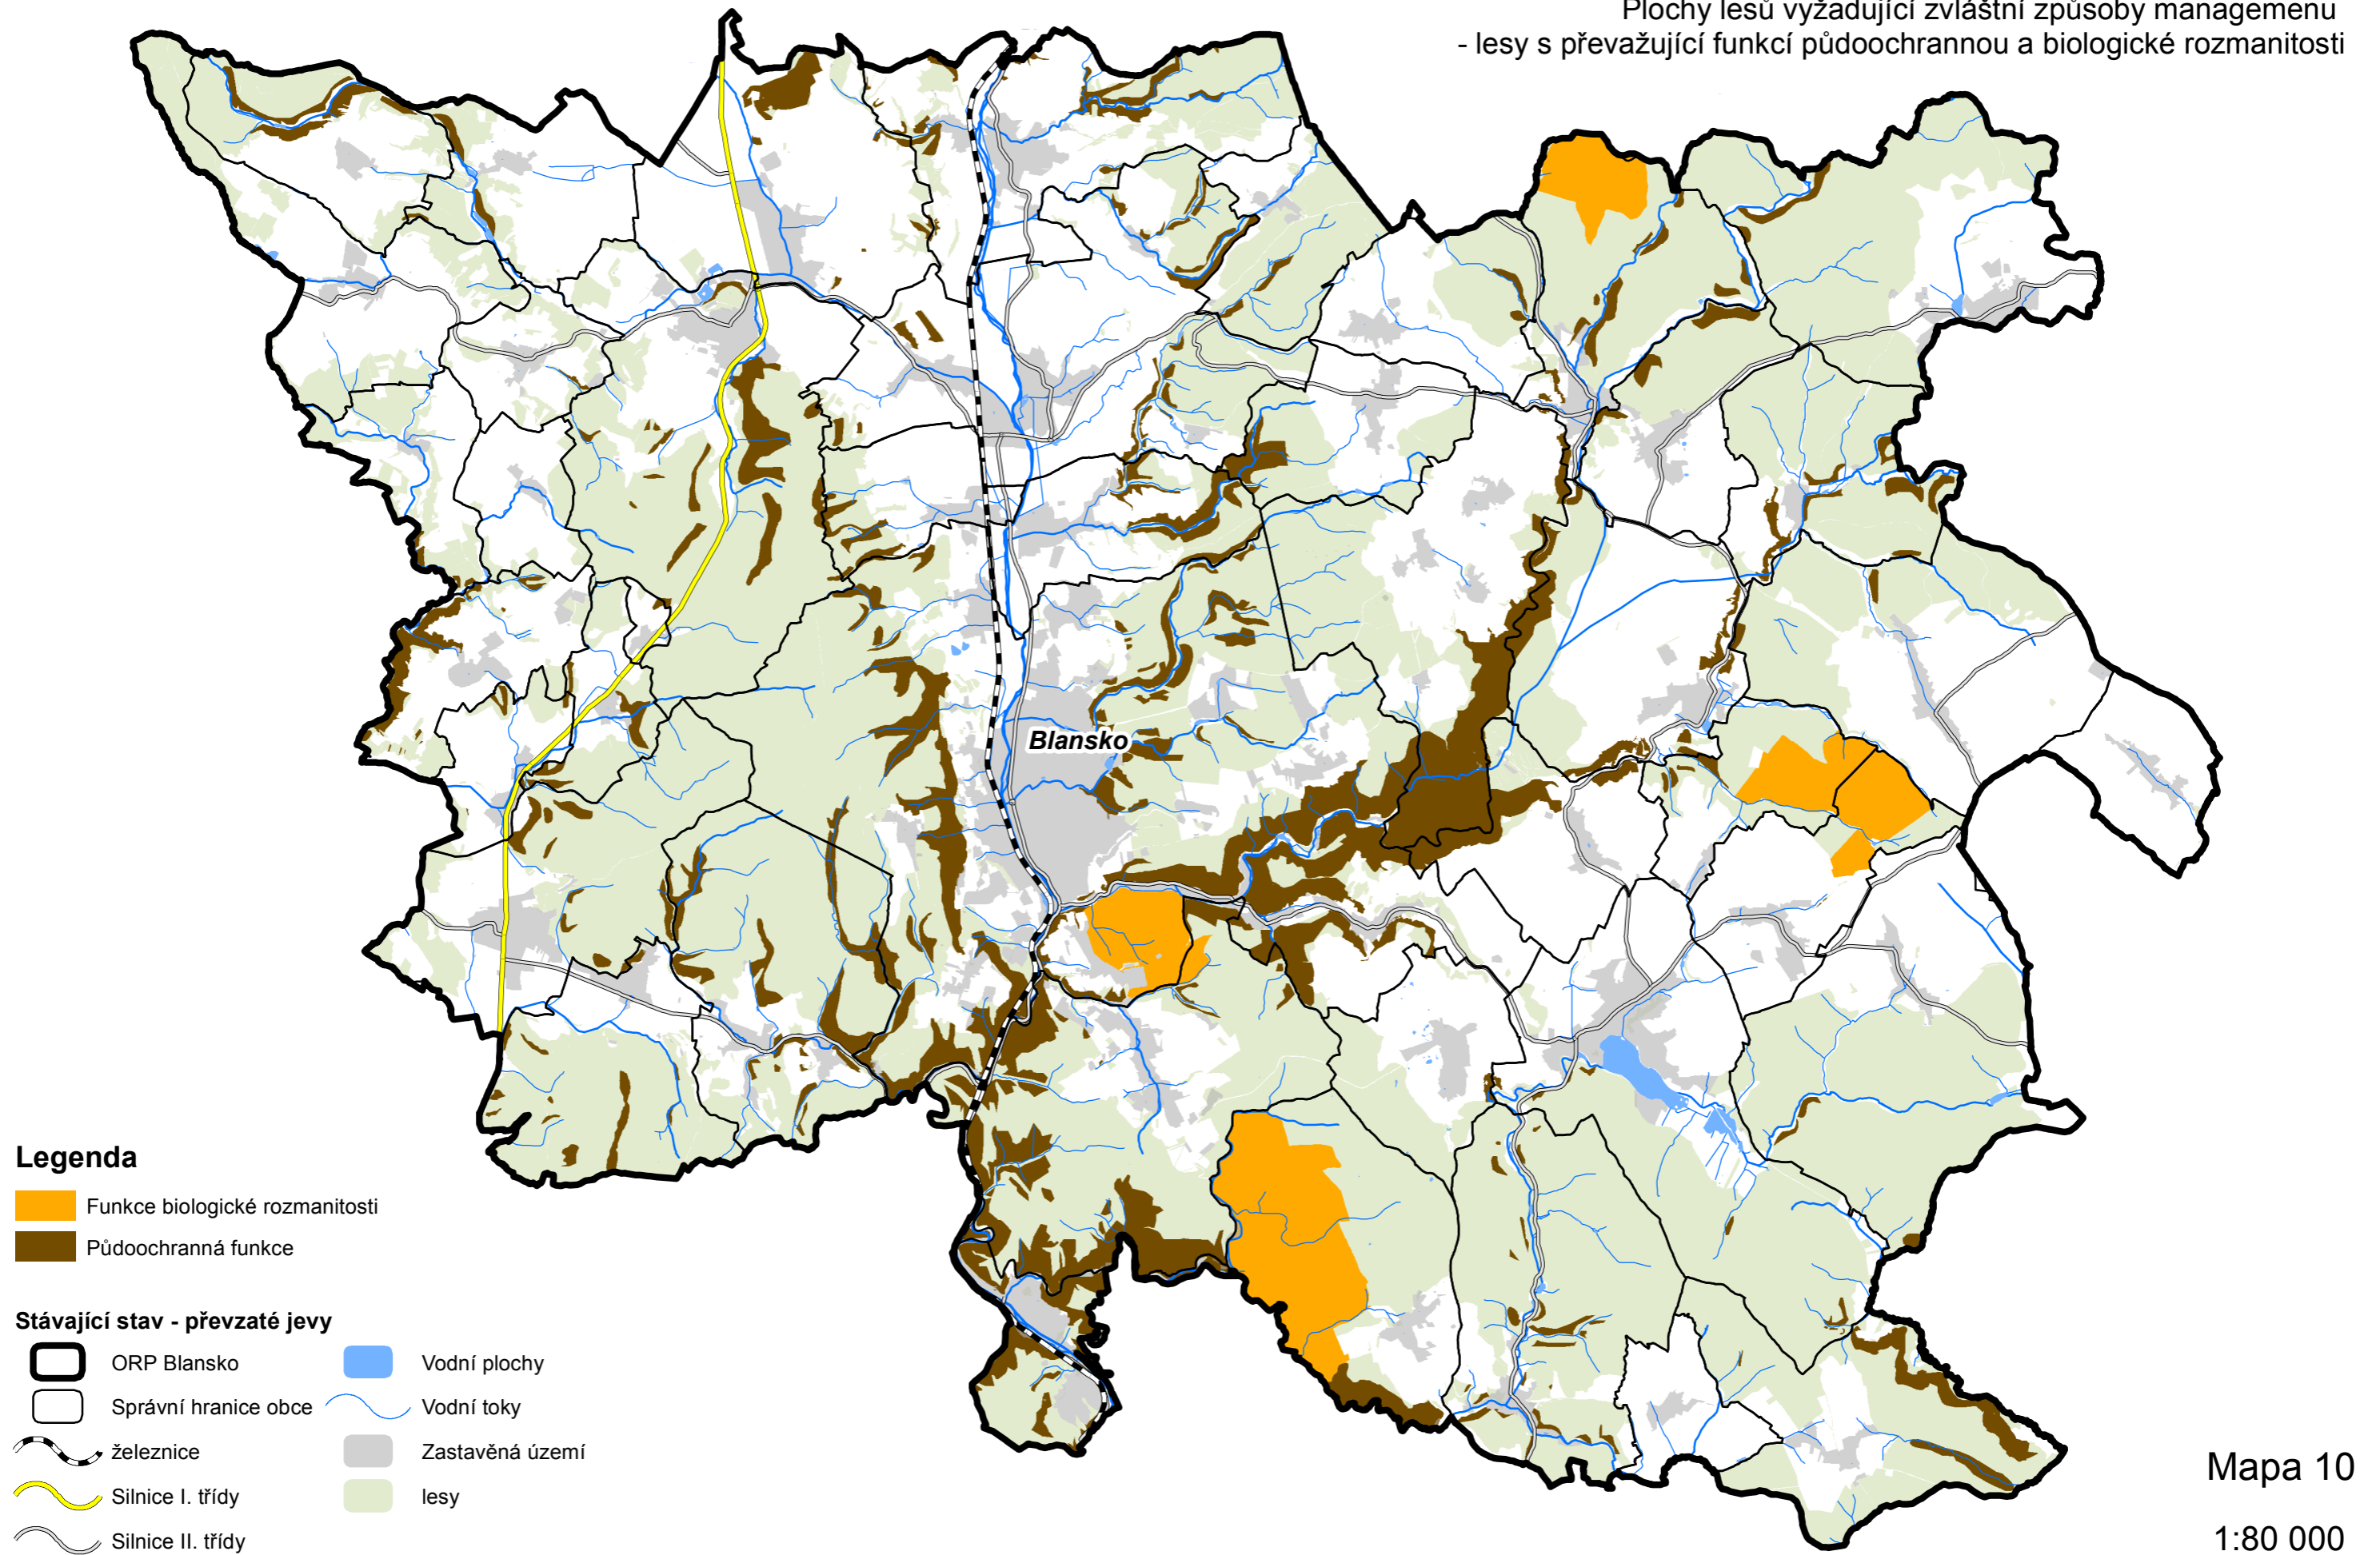 Plochy lesů vyžadující zvláštní způsoby managemenu
- lesy s převažující funkcí půdoochrannou a biologické rozmanitosti
Blansko
Legenda
Funkce biologické rozmanitosti
Půdoochranná funkce
Stávající stav - převzaté jevy
ORP Blansko
Správní hranice obce
železnice
Silnice I. třídy
Silnice II. třídy
Vodní plochy
Vodní toky
Zastavěná území
lesy
Mapa 10
1:80 000